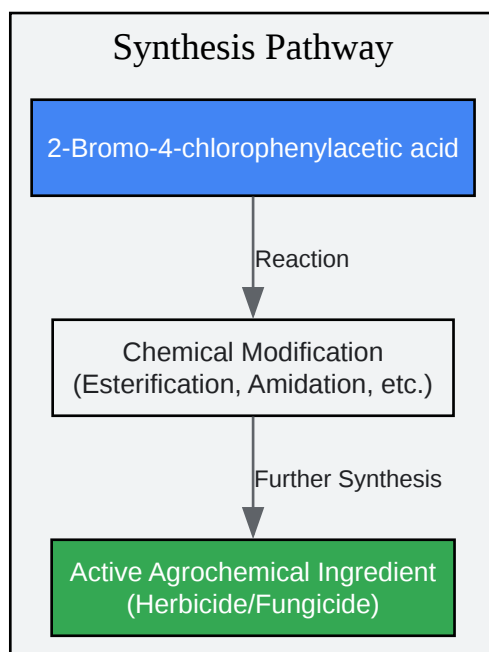 Synthesis Pathway
2-Bromo-4-chlorophenylacetic acid
Reaction
Chemical Modification
(Esterification, Amidation, etc.)
Further Synthesis
Active Agrochemical Ingredient
(Herbicide/Fungicide)